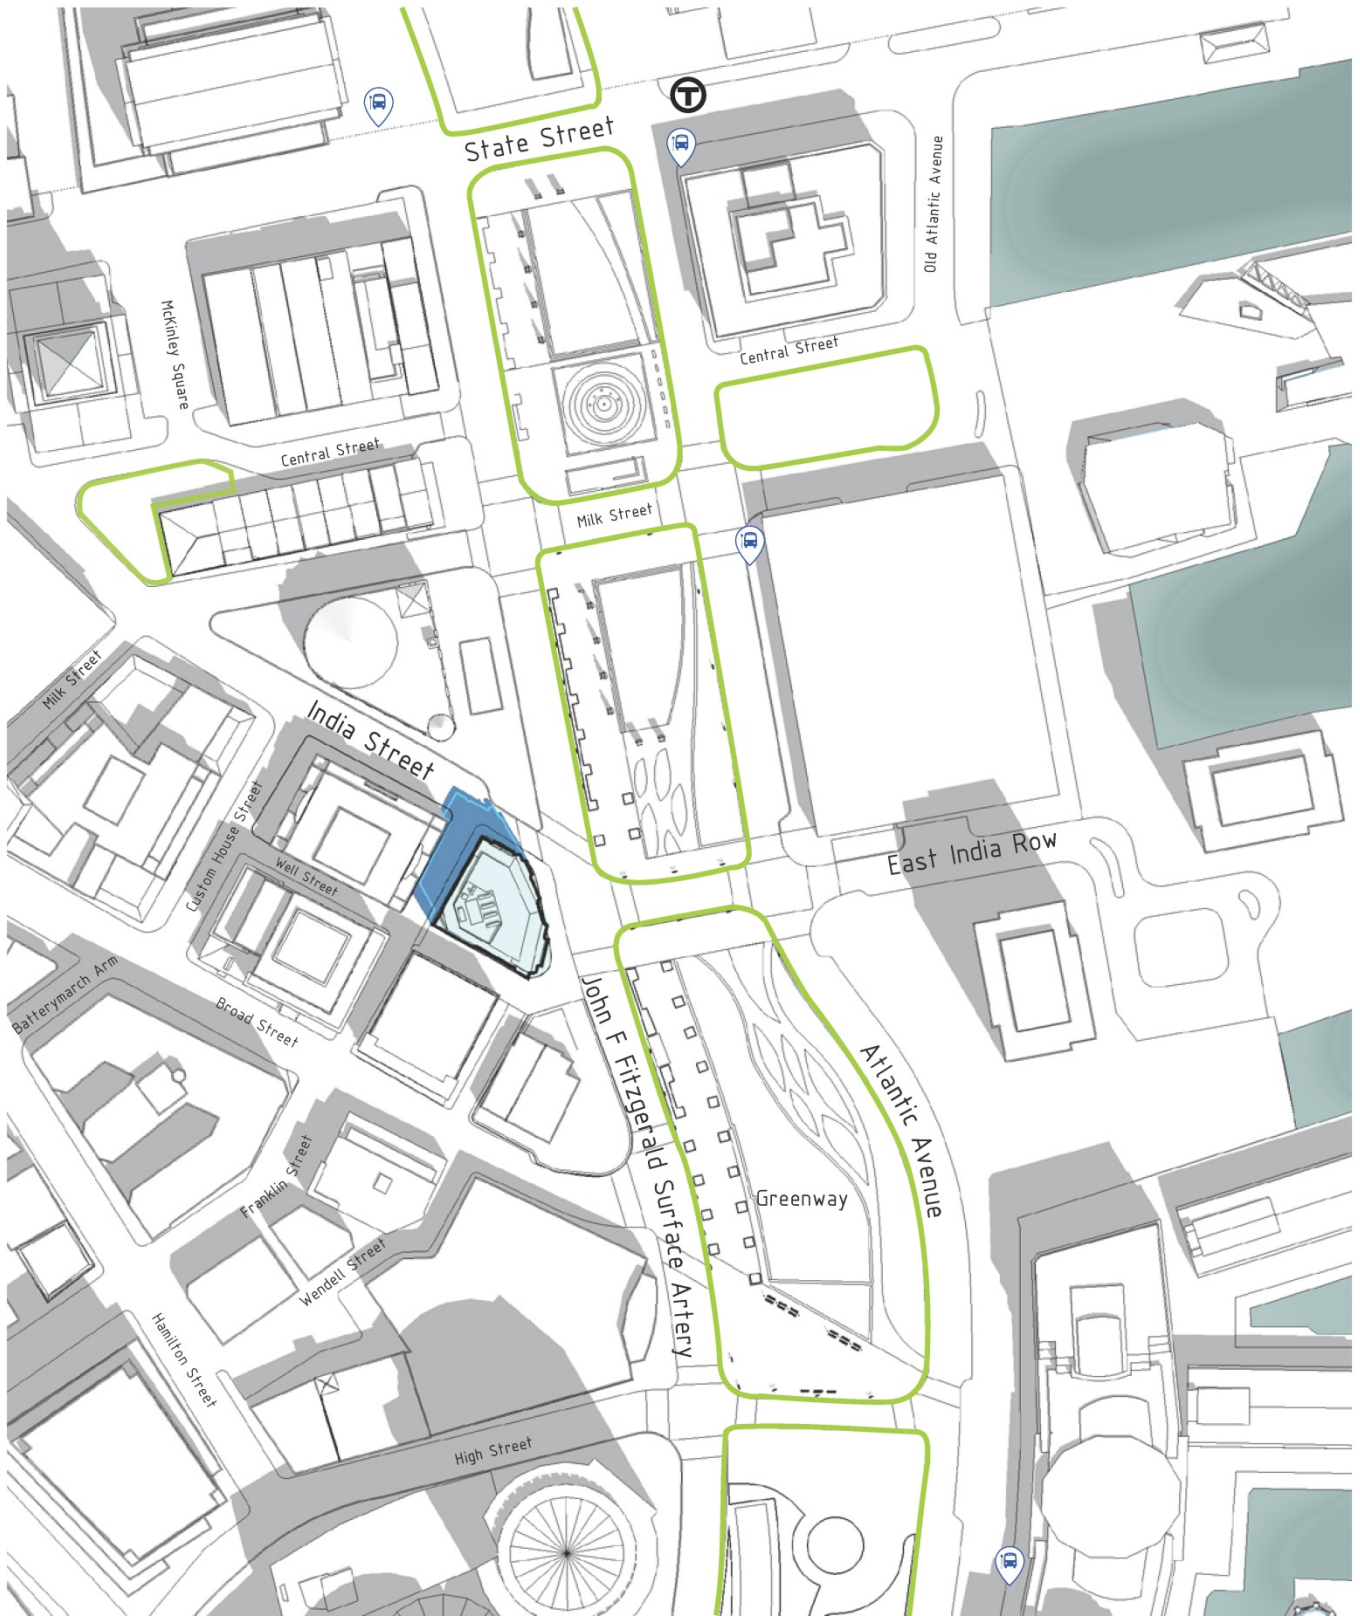 T
State Street
Old Atlantic Avenue
McKinley Square
Central Street
Central Street
Milk Street
Milk Street
India Street
Custom House Street
Well Street
East India Row
Batterymarch Arm
Broad Street
John F Fitzgerald Surface Artery
Atlantic Avenue
Franklin Street
Greenway
Wendell Street
Hamilton Street
High Street